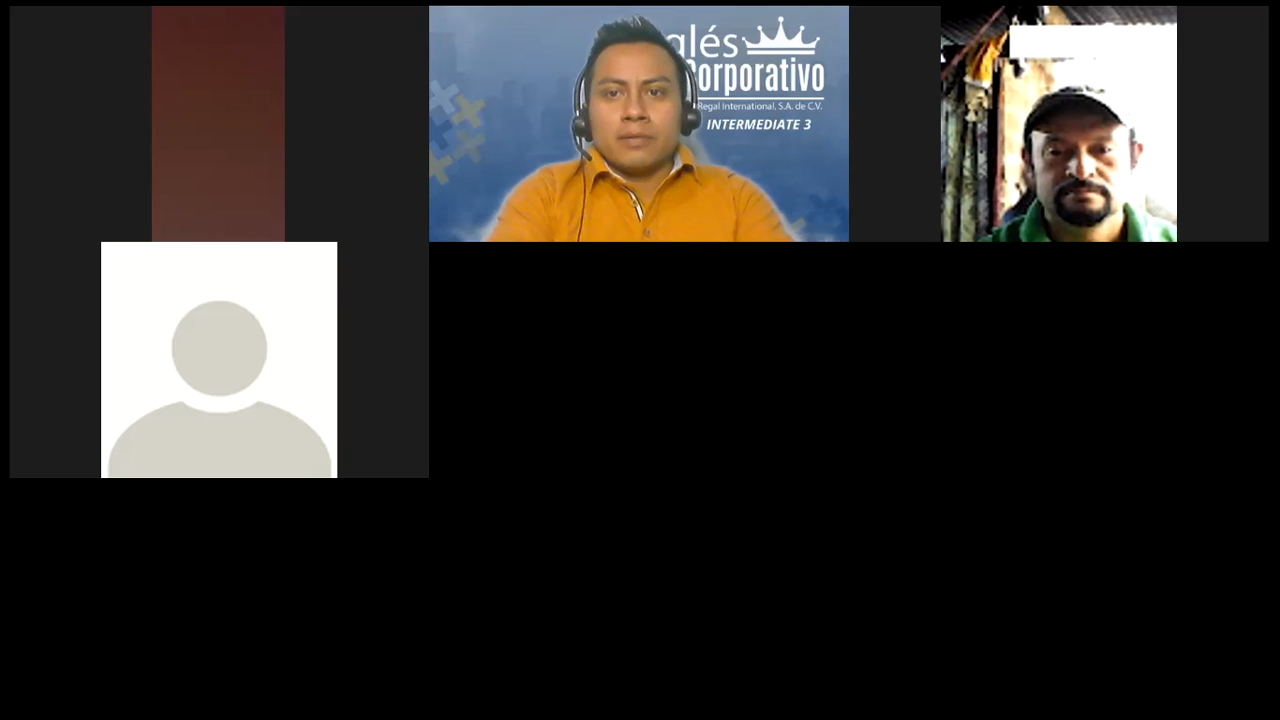 glés
Corporativo
Regal International, S.A. de C.V.
INTERMEDIATE 3